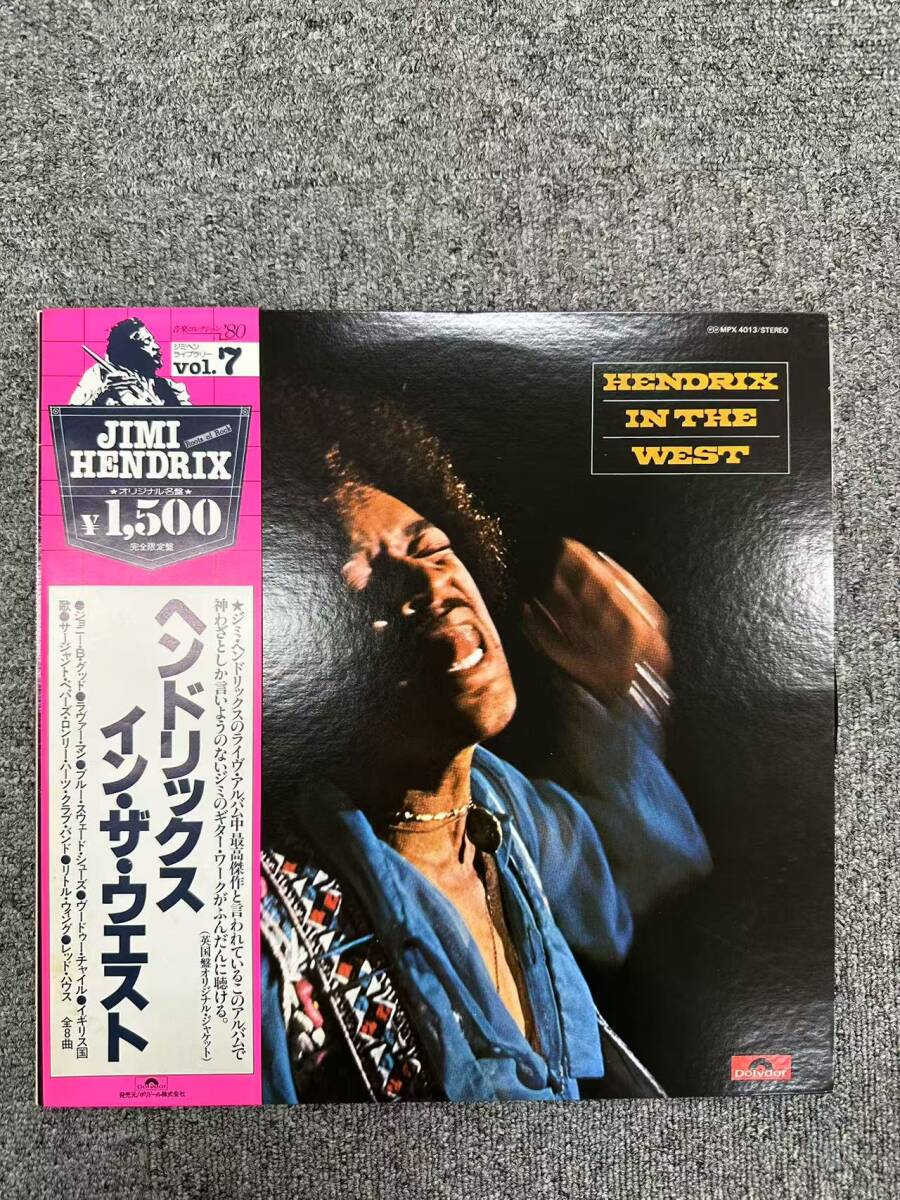 音楽コレクション'80
ジミヘン
ライブラリー
vol.7
JIMI
HENDRIX
Roots of Rock
★オリジナル名盤★
¥1,500
完全限定盤
★ジミ・ヘンドリックスのライヴ・アルバム中最高傑作と言われているこのアルバムで
神わざとしか言いようのないジミのギター・ワークがふんだんに聴ける。
(英国盤オリジナル・ジャケット)
ヘンドリックス
イン・ザ・ウエスト
●ジョニー・B・グッド●ラヴァー・マン●ブルー・スウェード・シューズ●ヴードゥー・チャイル●イギリス国
歌●サージャント・ペパーズ・ロンリー・ハーツ・クラブ・バンド●リトル・ウィング●レッド・ハウス 全8曲
発売元/ポリドール株式会社
ⓅⒸMPX 4013/STEREO
HENDRIX
IN THE
WEST
Polydor